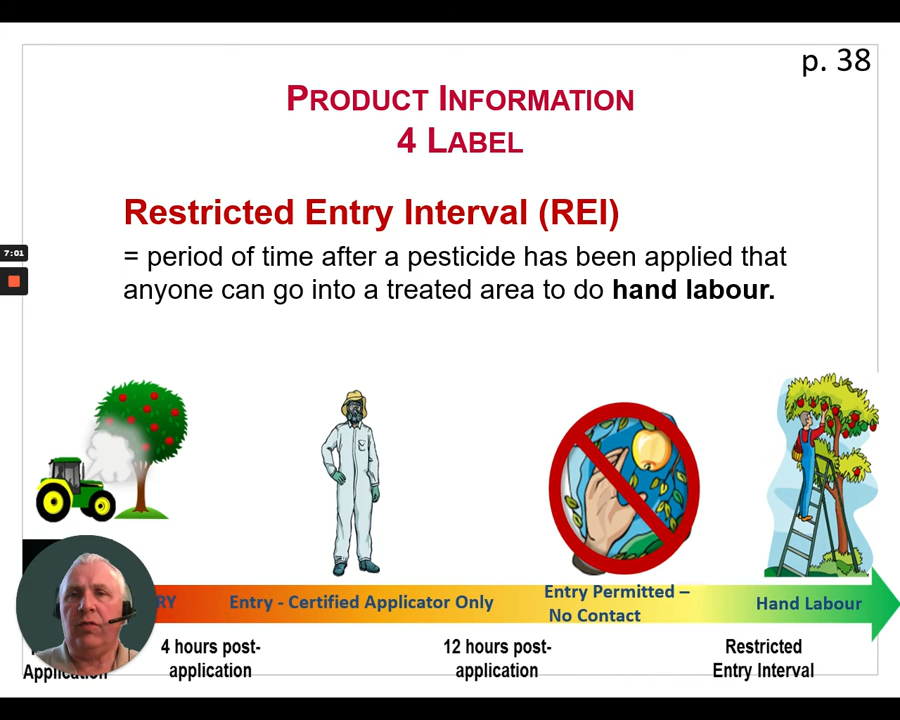 p. 38
PRODUCT INFORMATION
4 LABEL
Restricted Entry Interval (REI)
= period of time after a pesticide has been applied that
anyone can go into a treated area to do hand labour.
7:01
RY
Entry - Certified Applicator Only
Entry Permitted –
No Contact
Hand Labour
4 hours post-
application
12 hours post-
application
Restricted
Entry Interval
Application